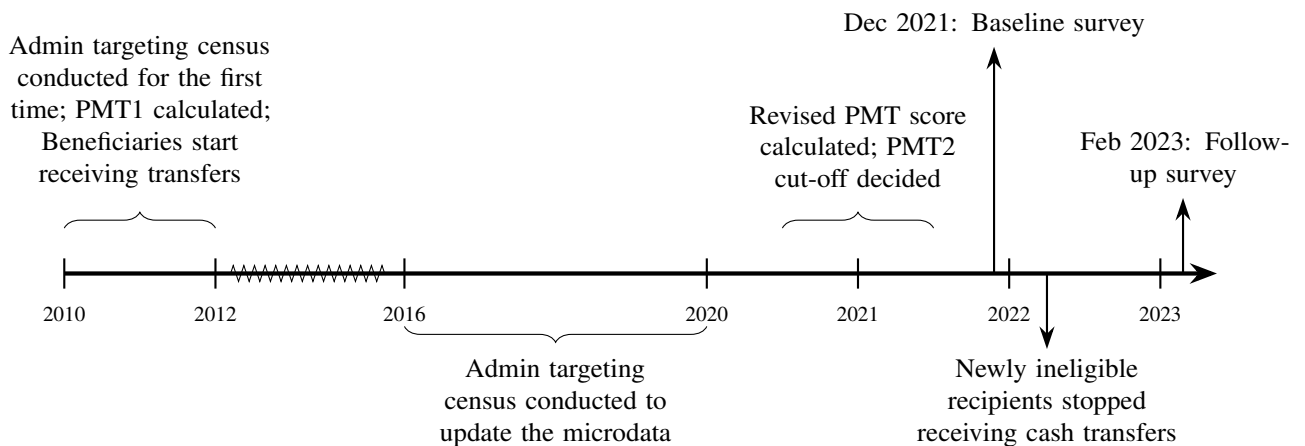 Admin targeting census
conducted for the first
time; PMT1 calculated;
Beneficiaries start
receiving transfers
Dec 2021: Baseline survey
Revised PMT score
calculated; PMT2
cut-off decided
Feb 2023: Follow-
up survey
2010
2012
2016
2020
2021
2022
2023
Admin targeting
census conducted to
update the microdata
Newly ineligible
recipients stopped
receiving cash transfers